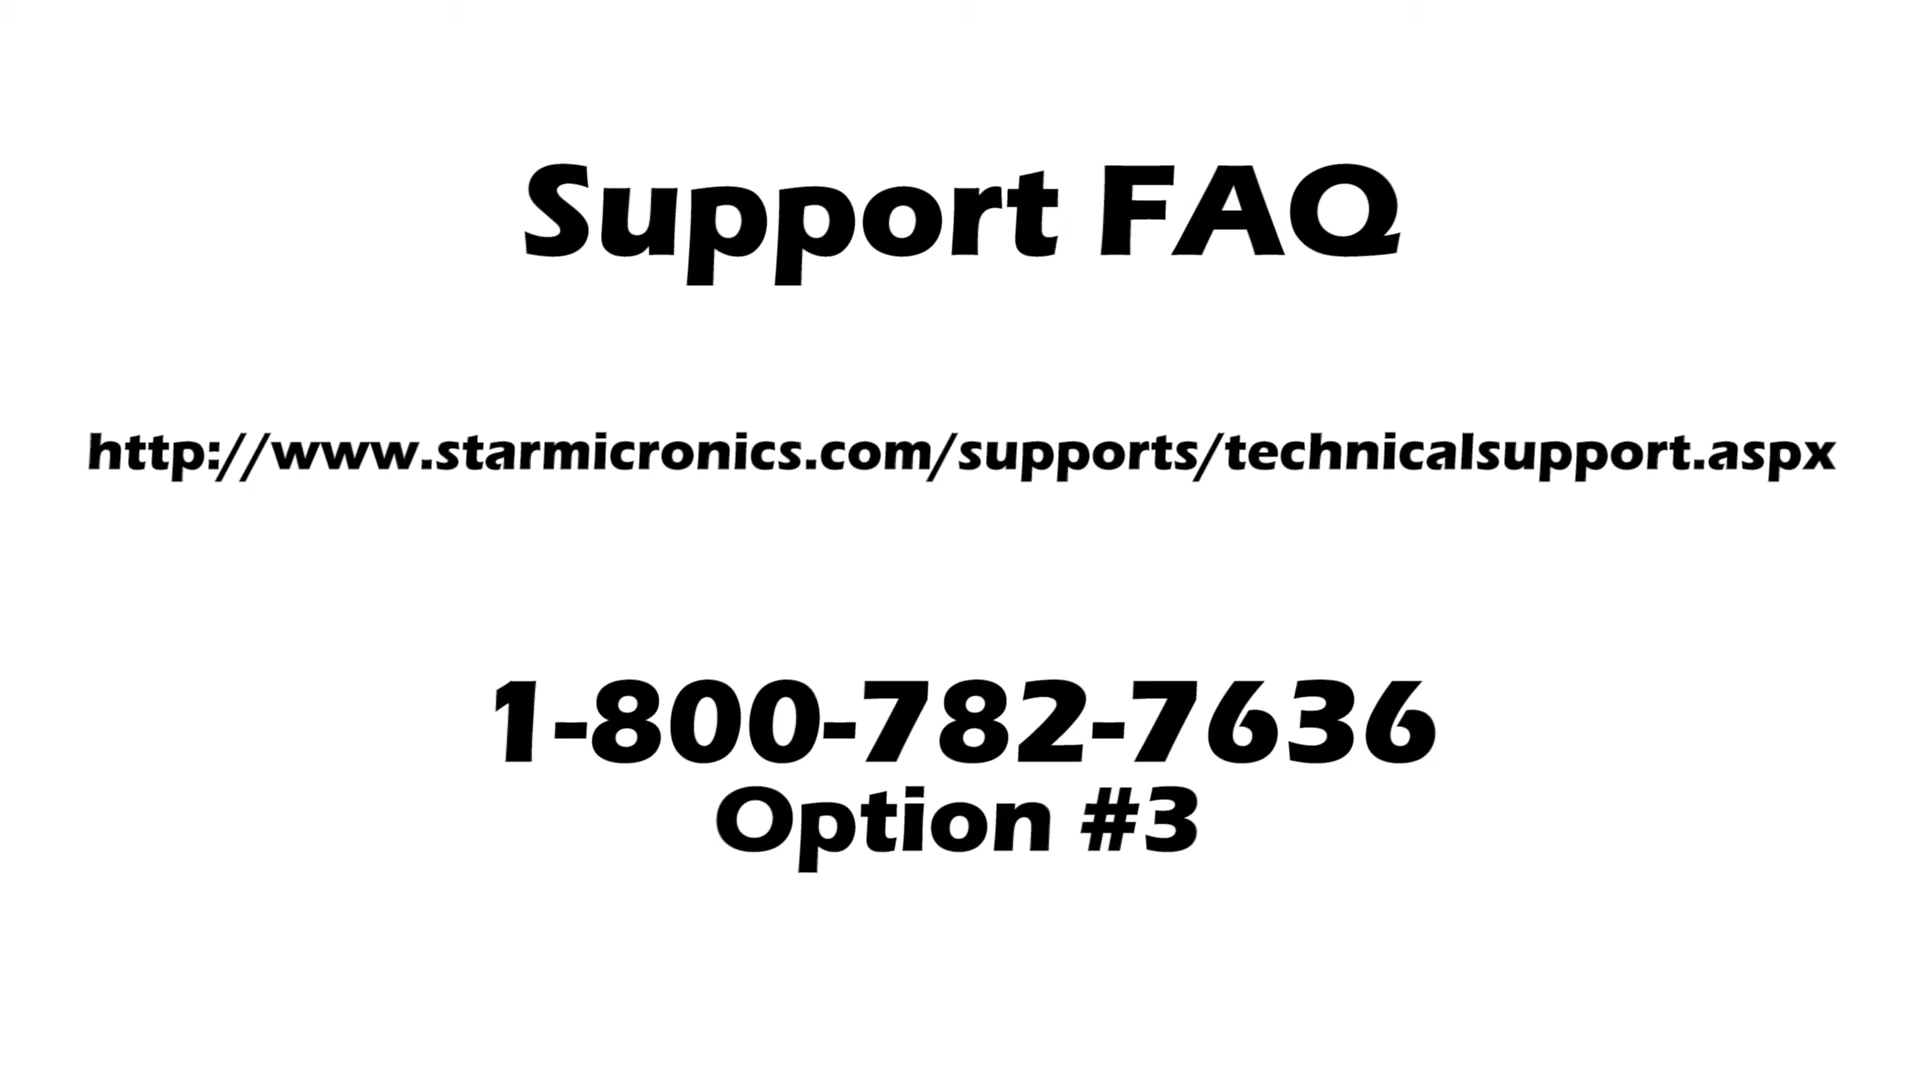 Support FAQ
http://www.starmicronics.com/supports/technicalsupport.aspx
1-800-782-7636
Option #3